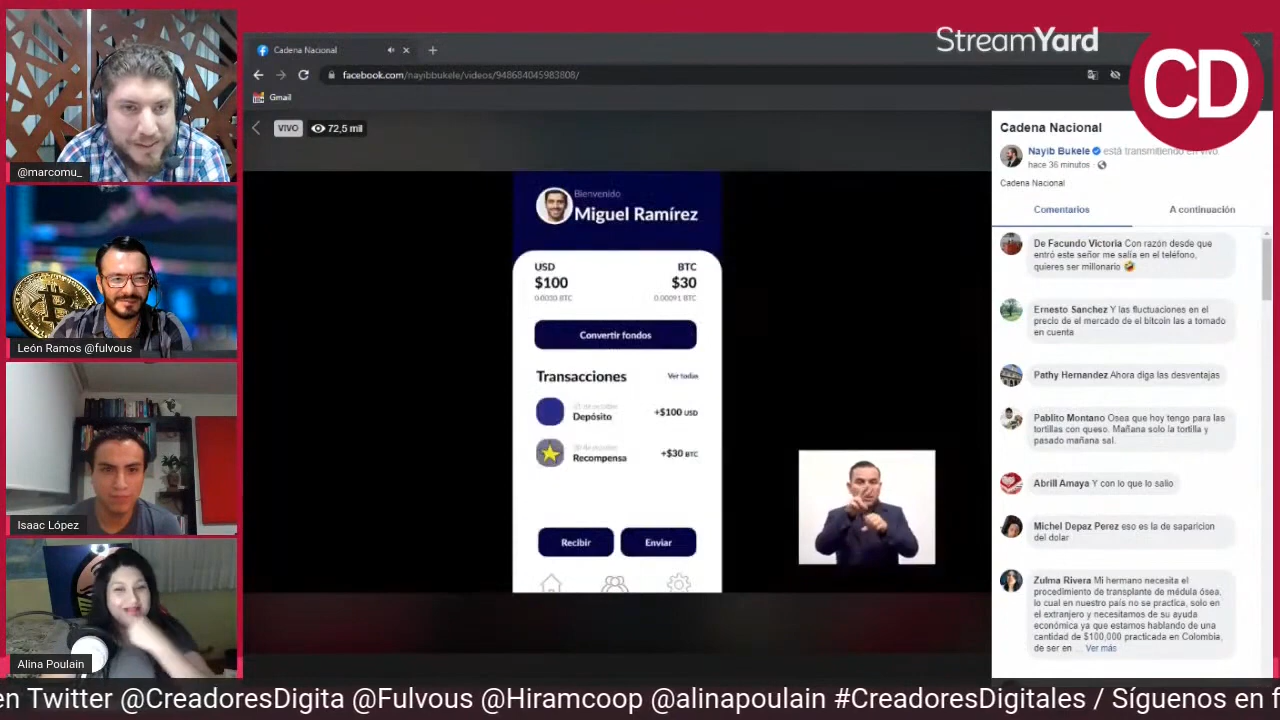 StreamYard
CD
@marcomu_
León Ramos @fulvous
Isaac López
Alina Poulain
Cadena Nacional
facebook.com/nayibbukele/videos/948684045983808/
Gmail
VIVO
72,5 mil
Bienvenido
Miguel Ramírez
USD
BTC
$100
$30
0.00091 BTC
Convertir fondos
Transacciones
Ver todas
Depósito
+$100 USD
Recompensa
+$30 BTC
Recibir
Enviar
Cadena Nacional
Nayib Bukele está transmitiendo en vivo.
hace 36 minutos
Cadena Nacional
Comentarios
A continuación
De Facundo Victoria Con razón desde que
entró este señor me salía en el teléfono,
quieres ser millonario 🤣
Ernesto Sanchez Y las fluctuaciones en el
precio de el mercado de el bitcoin las a tomado
en cuenta
Pathy Hernandez Ahora diga las desventajas
Pablito Montano Osea que hoy tengo para las
tortillas con queso. Mañana solo la tortilla y
pasado mañana sal.
Abrill Amaya Y con lo que lo salio
Michel Depaz Perez eso es la de saparicion
del dolar
Zulma Rivera Mi hermano necesita el
procedimiento de transplante de médula ósea,
lo cual en nuestro país no se practica, solo en
el extranjero y necesitamos de su ayuda
económica ya que estamos hablando de una
cantidad de $100,000 practicada en Colombia,
de ser en ... Ver más
en Twitter @CreadoresDigita @Fulvous @Hiramcoop @alinapoulain #CreadoresDigitales / Síguenos en f